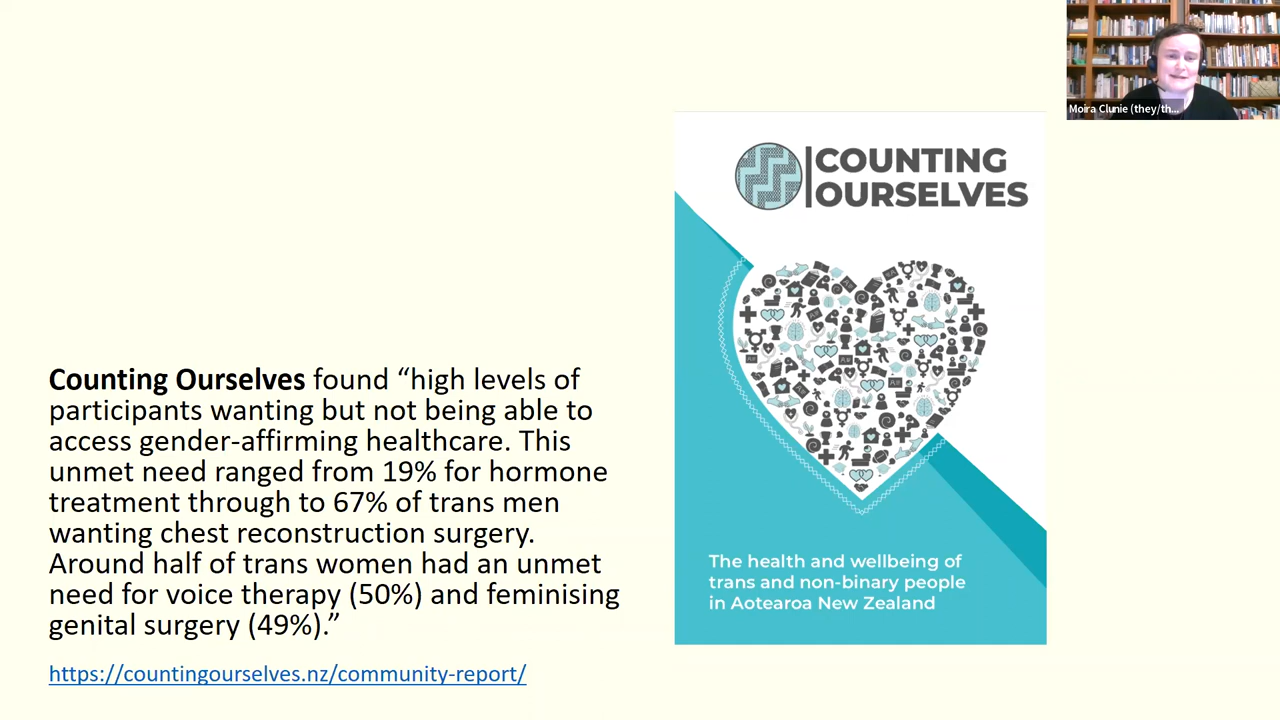 Moira Clunie (they/th...
COUNTING
OURSELVES
Counting Ourselves found “high levels of
participants wanting but not being able to
access gender-affirming healthcare. This
unmet need ranged from 19% for hormone
treatment through to 67% of trans men
wanting chest reconstruction surgery.
Around half of trans women had an unmet
need for voice therapy (50%) and feminising
genital surgery (49%).”
https://countingourselves.nz/community-report/
The health and wellbeing of
trans and non-binary people
in Aotearoa New Zealand